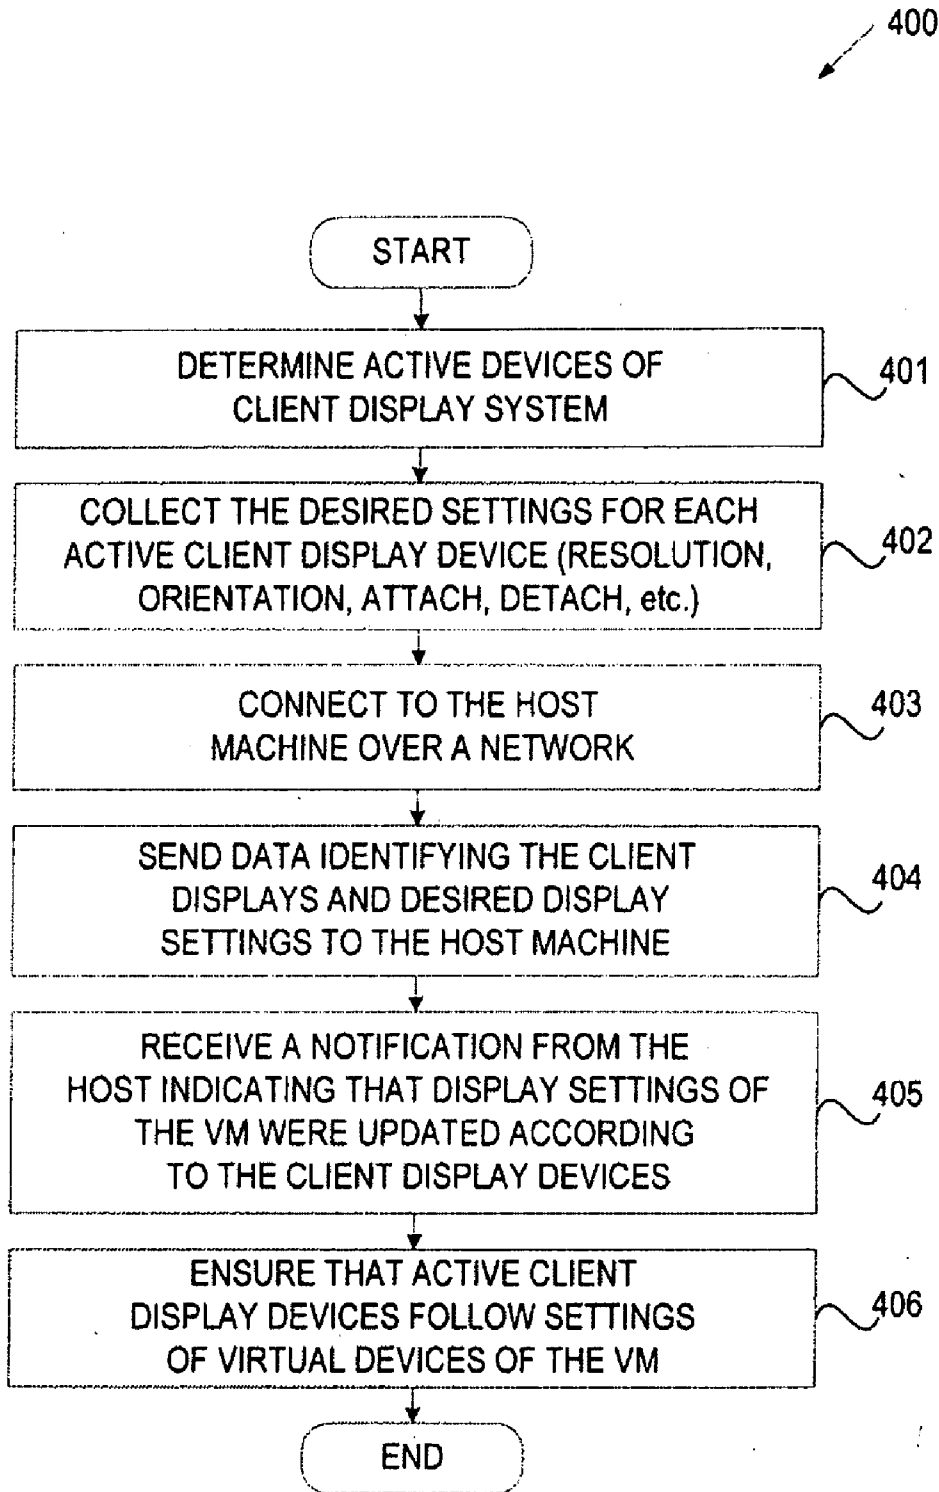 400
START
DETERMINE ACTIVE DEVICES OF
CLIENT DISPLAY SYSTEM
401
COLLECT THE DESIRED SETTINGS FOR EACH
ACTIVE CLIENT DISPLAY DEVICE (RESOLUTION,
ORIENTATION, ATTACH, DETACH, etc.)
402
CONNECT TO THE HOST
MACHINE OVER A NETWORK
403
SEND DATA IDENTIFYING THE CLIENT
DISPLAYS AND DESIRED DISPLAY
SETTINGS TO THE HOST MACHINE
404
RECEIVE A NOTIFICATION FROM THE
HOST INDICATING THAT DISPLAY SETTINGS OF
THE VM WERE UPDATED ACCORDING
TO THE CLIENT DISPLAY DEVICES
405
ENSURE THAT ACTIVE CLIENT
DISPLAY DEVICES FOLLOW SETTINGS
OF VIRTUAL DEVICES OF THE VM
406
END